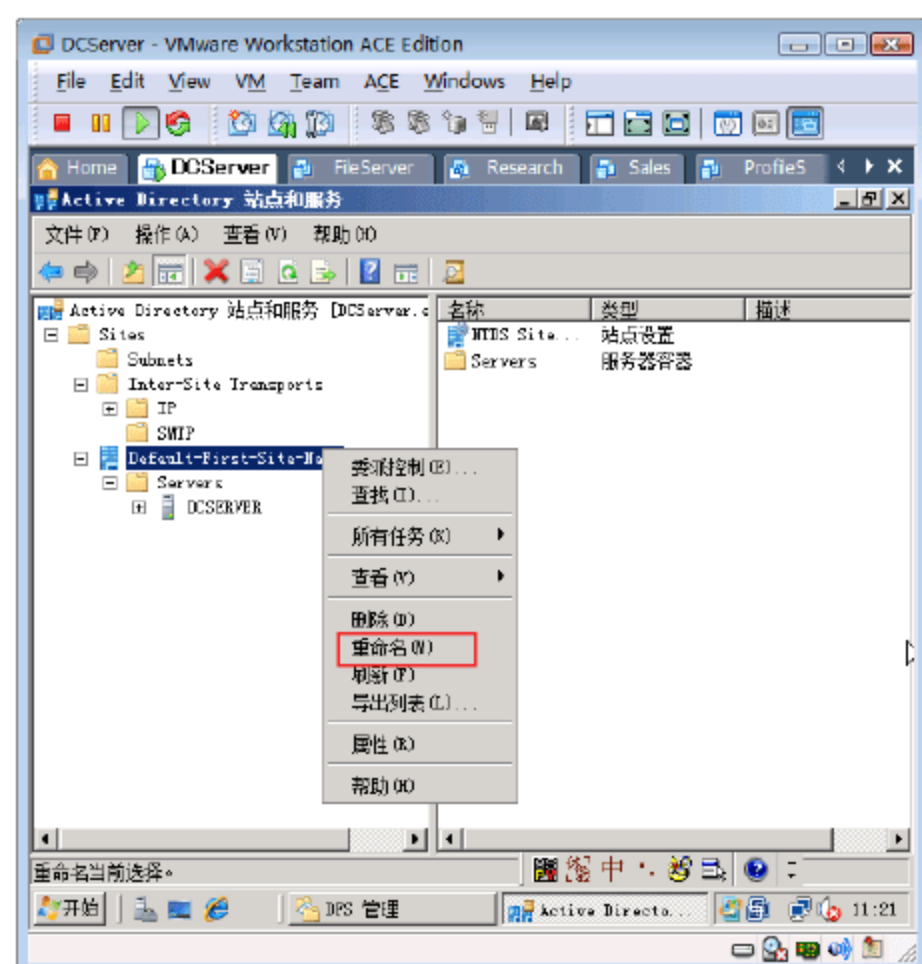 DCServer - VMware Workstation ACE Edition
File Edit View VM Team ACE Windows Help
Home DCServer FileServer Research Sales ProfileS
Active Directory 站点和服务
文件(F) 操作(A) 查看(V) 帮助(H)
Active Directory 站点和服务 [DCServer.c 名称 类型 描述
Sites NTDS Site... 站点设置
Subnets Servers 服务器容器
Inter-Site Transports
IP
SMTP
Default-First-Site-Na
Servers
DCSERVER
委派控制(E)...
查找(I)...
所有任务(K)
查看(V)
删除(D)
重命名(M)
刷新(F)
导出列表(L)...
属性(R)
帮助(H)
重命名当前选择。 中
开始 DFS 管理 Active Directo... 11:21